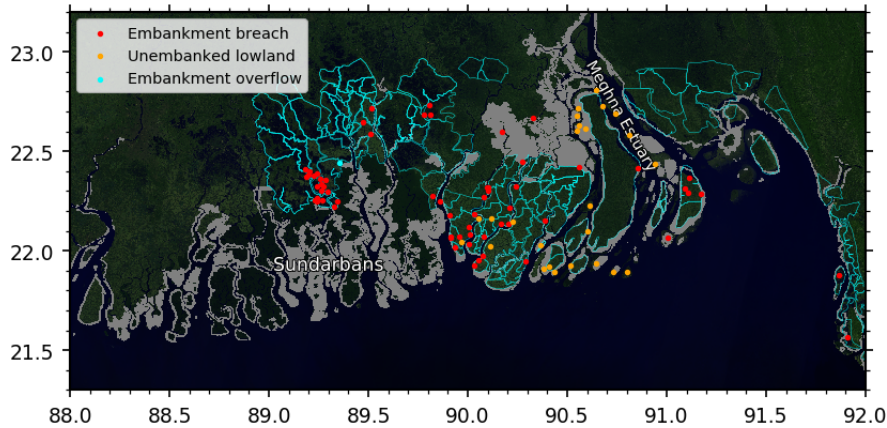 Embankment breach
Unembanked lowland
Embankment overflow
Meghna Estuary
Sundarbans
23.0
22.5
22.0
21.5
88.0 88.5 89.0 89.5 90.0 90.5 91.0 91.5 92.0